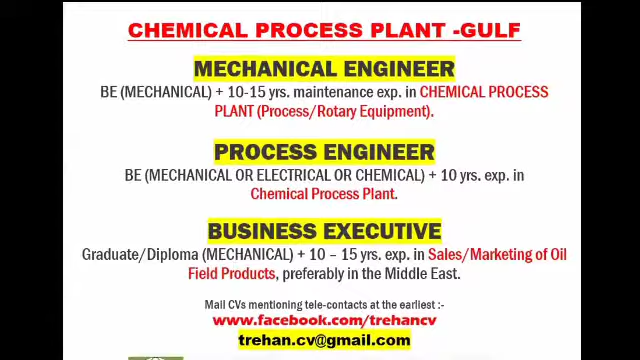 CHEMICAL PROCESS PLANT -GULF
MECHANICAL ENGINEER
BE (MECHANICAL) + 10-15 yrs. maintenance exp. in CHEMICAL PROCESS
PLANT (Process/Rotary Equipment).
PROCESS ENGINEER
BE (MECHANICAL OR ELECTRICAL OR CHEMICAL) + 10 yrs. exp. in
Chemical Process Plant.
BUSINESS EXECUTIVE
Graduate/Diploma (MECHANICAL) + 10 – 15 yrs. exp. in Sales/Marketing of Oil
Field Products, preferably in the Middle East.
Mail CVs mentioning tele-contacts at the earliest :-
www.facebook.com/trehancv
trehan.cv@gmail.com